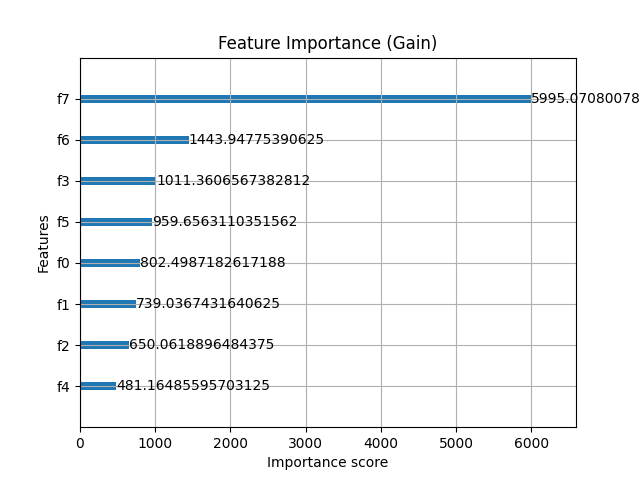 Feature Importance (Gain)
f7
5995.07080078
f6
1443.94775390625
f3
1011.3606567382812
f5
959.6563110351562
f0
802.4987182617188
f1
739.0367431640625
f2
650.0618896484375
f4
481.16485595703125
Features
0 1000 2000 3000 4000 5000 6000
Importance score